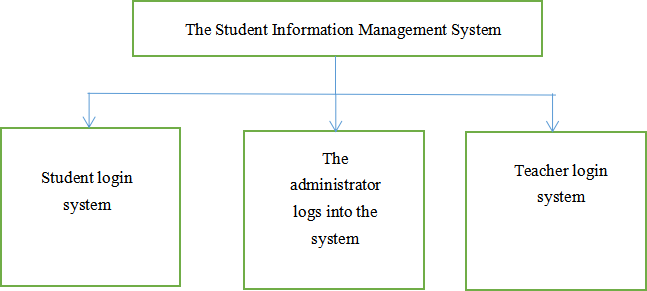 The Student Information Management System
Student login
system
The
administrator
logs into the
system
Teacher login
system